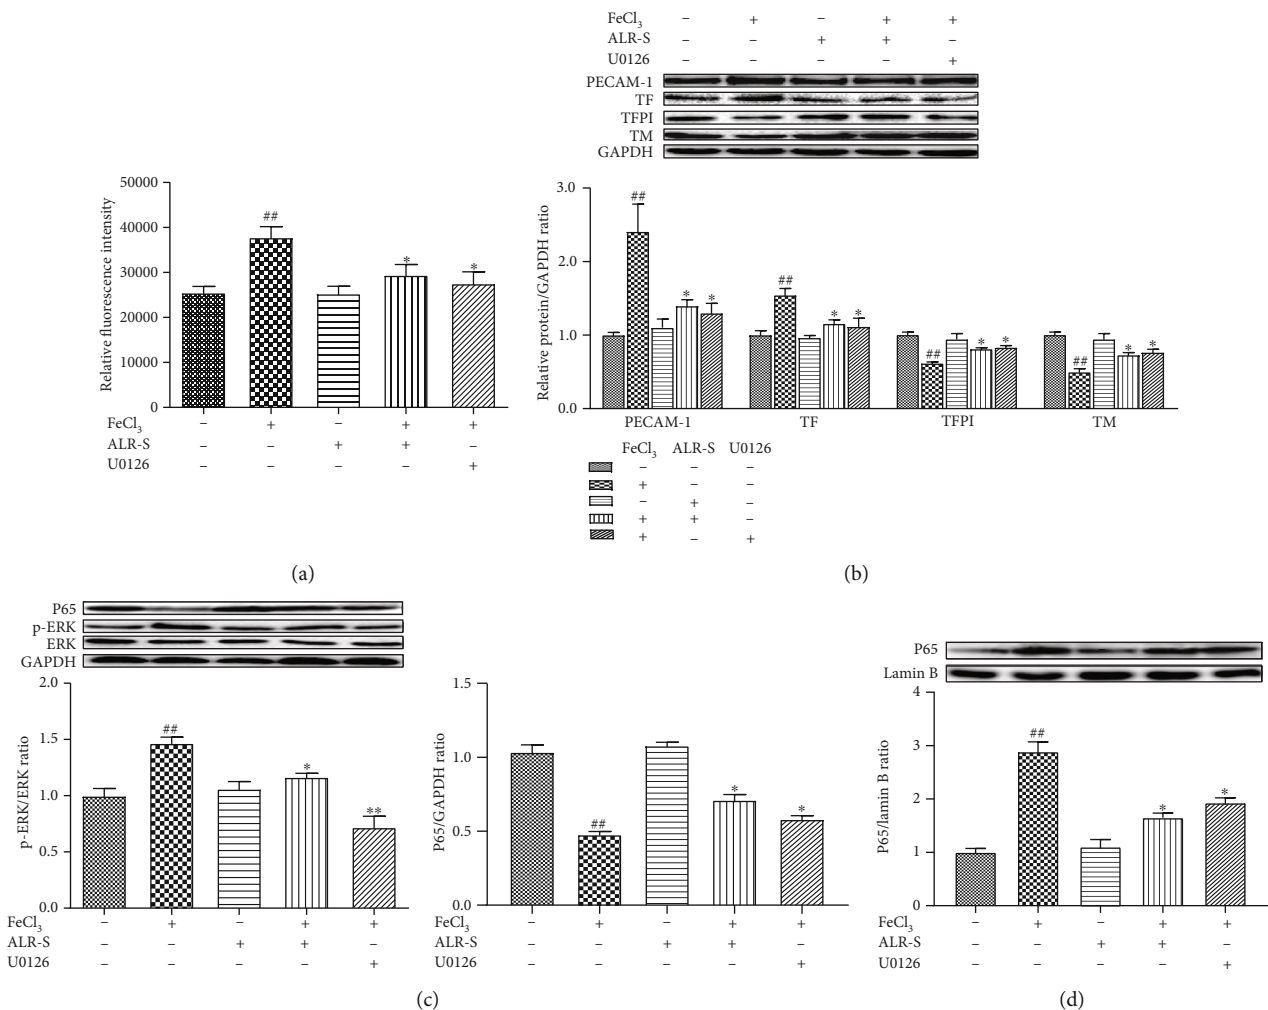 FeCl3 – + – + +
ALR-S – – + + –
U0126 – – – – +
PECAM-1
TF
TFPI
TM
GAPDH
Relative fluorescence intensity
50000
40000
30000
20000
10000
0
## * *
FeCl3 – + – + +
ALR-S – – + + –
U0126 – – – – +
(a)
Relative protein/GAPDH ratio
3.0
2.0
1.0
0.0
## * * ## * * ## * * ## * *
PECAM-1 TF TFPI TM
FeCl3 ALR-S U0126
– – –
+ – –
– + –
+ + –
+ – +
(b)
P65
p-ERK
ERK
GAPDH
p-ERK/ERK ratio
2.0
1.5
1.0
0.5
0.0
## * **
FeCl3 – + – + +
ALR-S – – + + –
U0126 – – – – +
P65/GAPDH ratio
1.5
1.0
0.5
0.0
## * *
– + – + +
– – + + –
– – – – +
(c)
P65
Lamin B
P65/lamin B ratio
4
3
2
1
0
## * *
FeCl3 – + – + +
ALR-S – – + + –
U0126 – – – – +
(d)